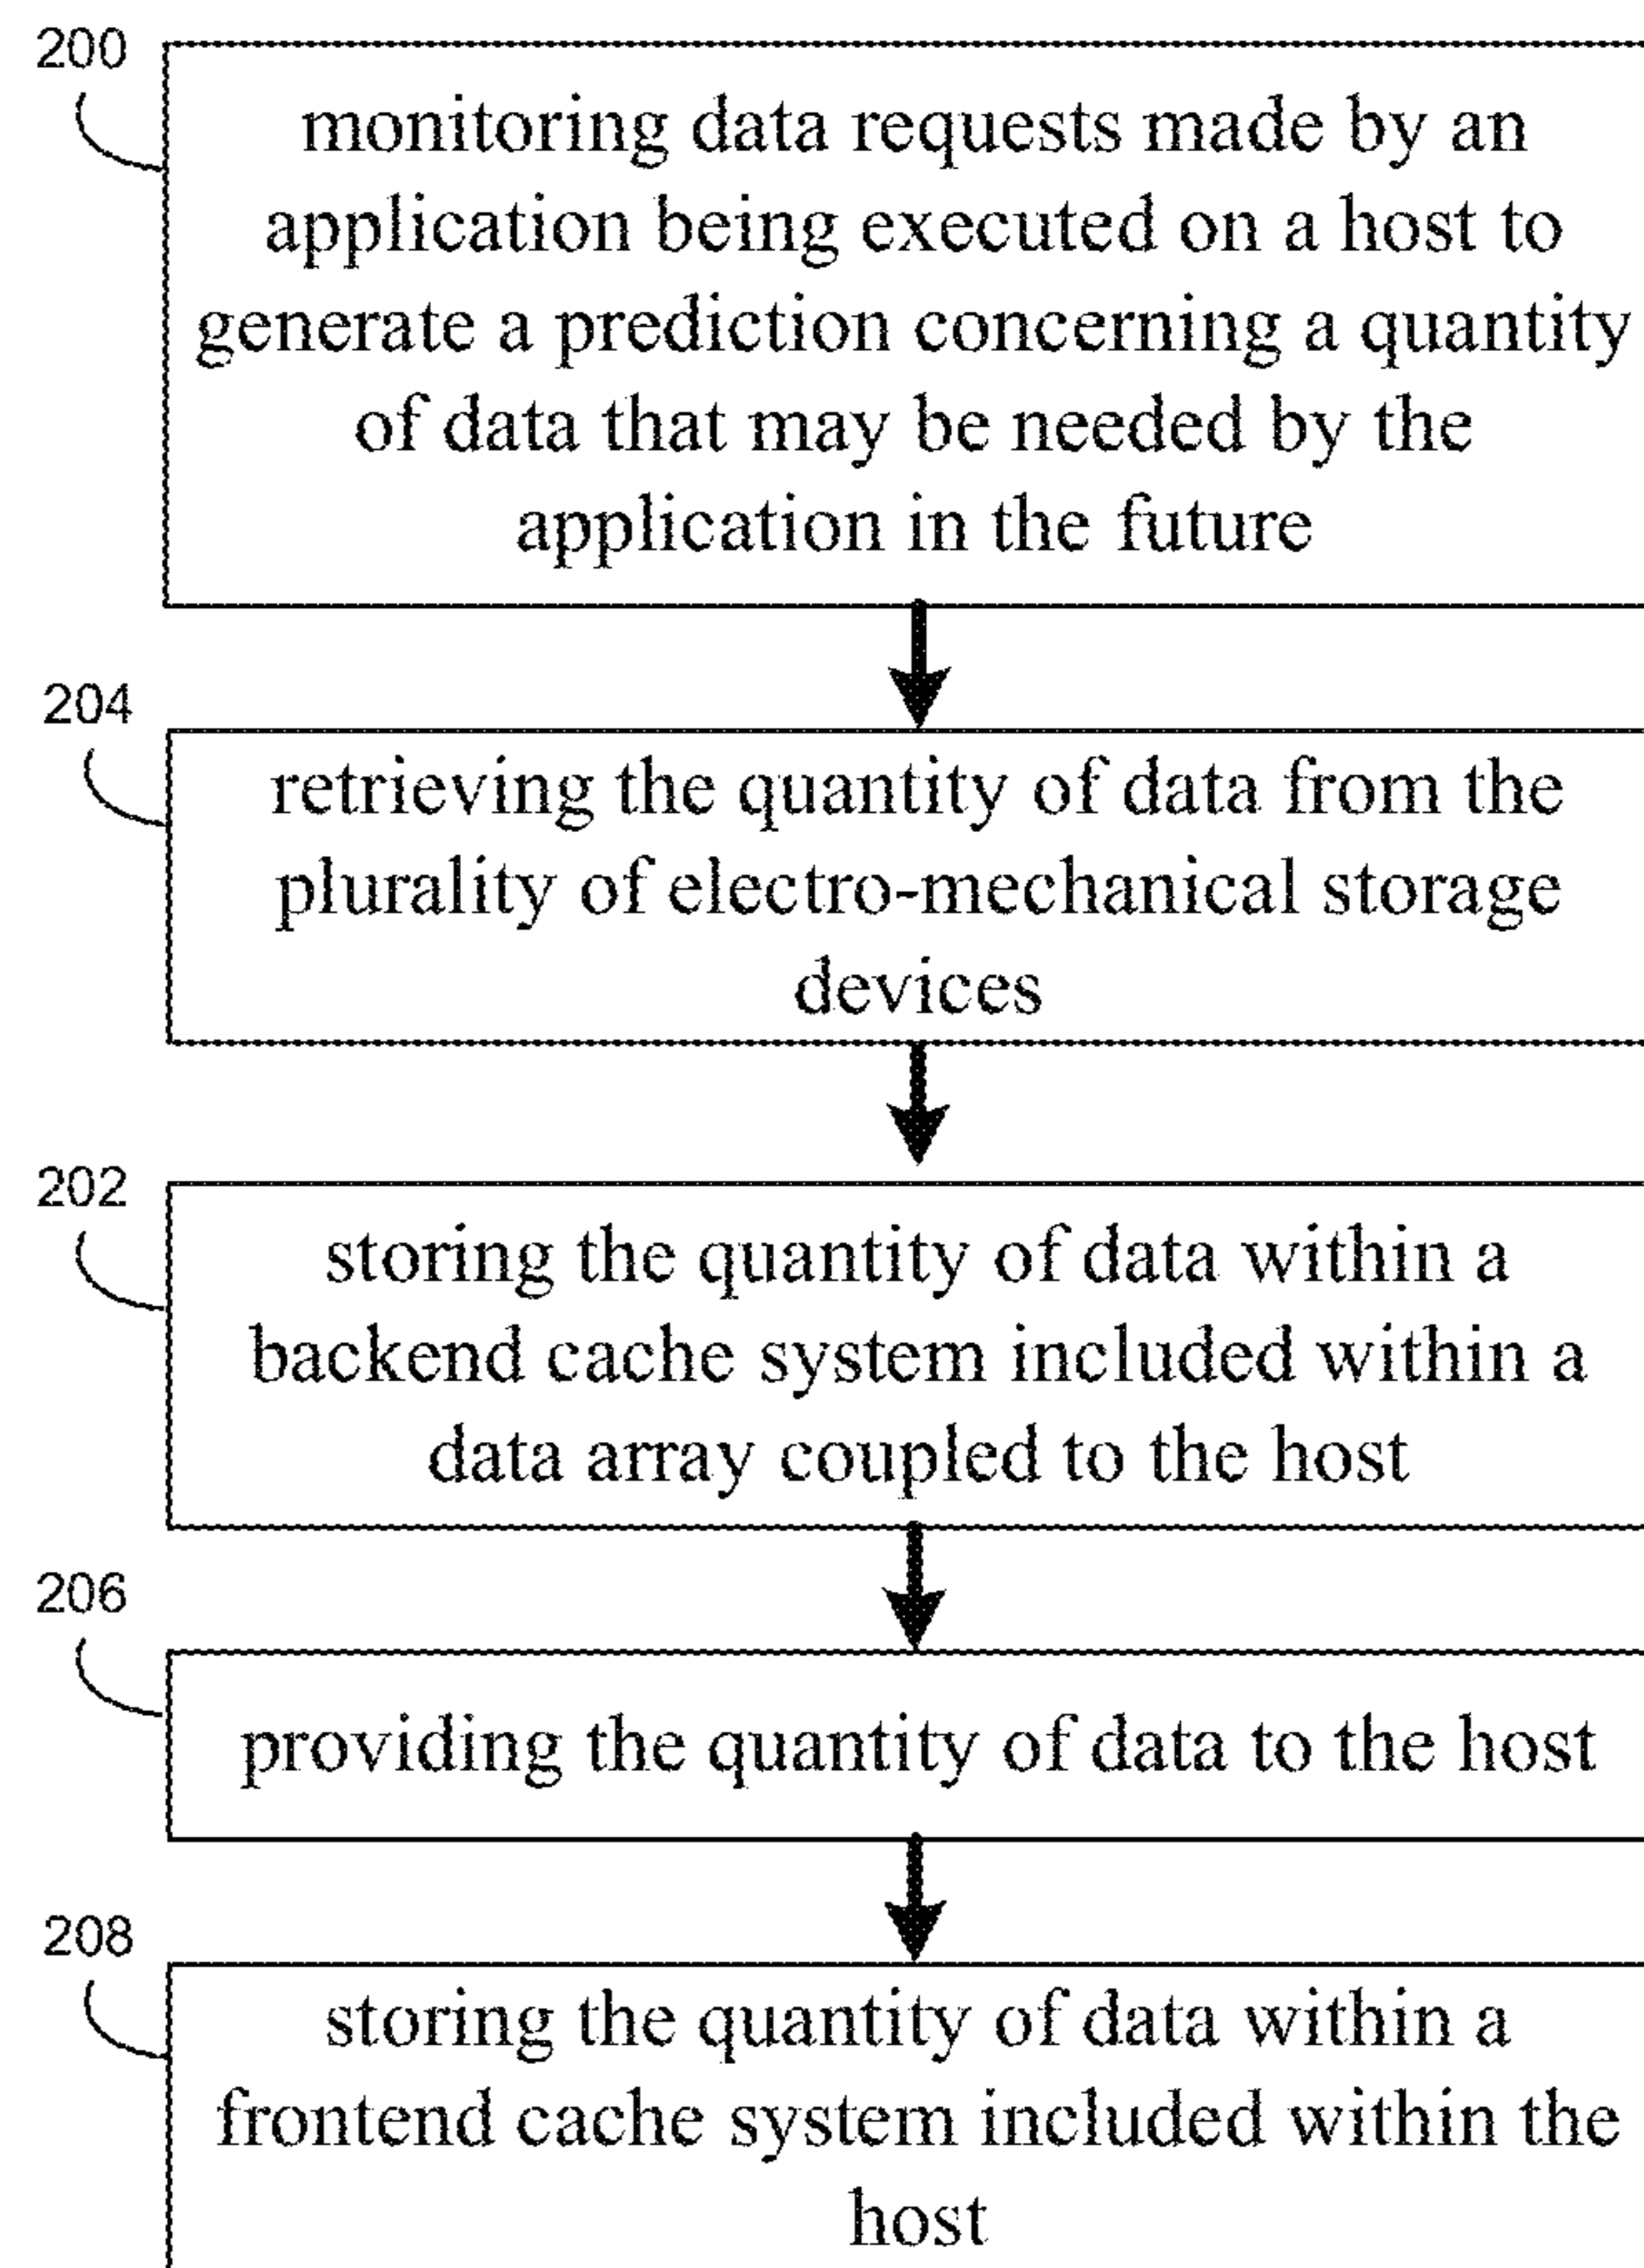 200
monitoring data requests made by an
application being executed on a host to
generate a prediction concerning a quantity
of data that may be needed by the
application in the future
204
retrieving the quantity of data from the
plurality of electro-mechanical storage
devices
202
storing the quantity of data within a
backend cache system included within a
data array coupled to the host
206
providing the quantity of data to the host
208
storing the quantity of data within a
frontend cache system included within the
host